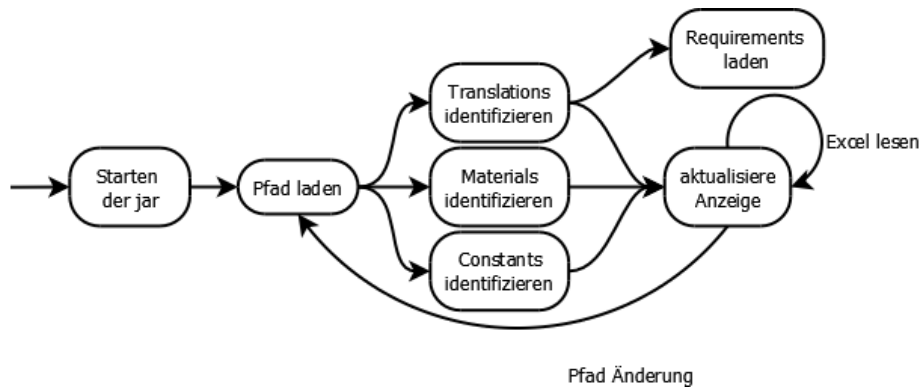 Starten
der jar
Pfad laden
Translations
identifizieren
Materials
identifizieren
Constants
identifizieren
Requirements
laden
aktualisiere
Anzeige
Excel lesen
Pfad Änderung